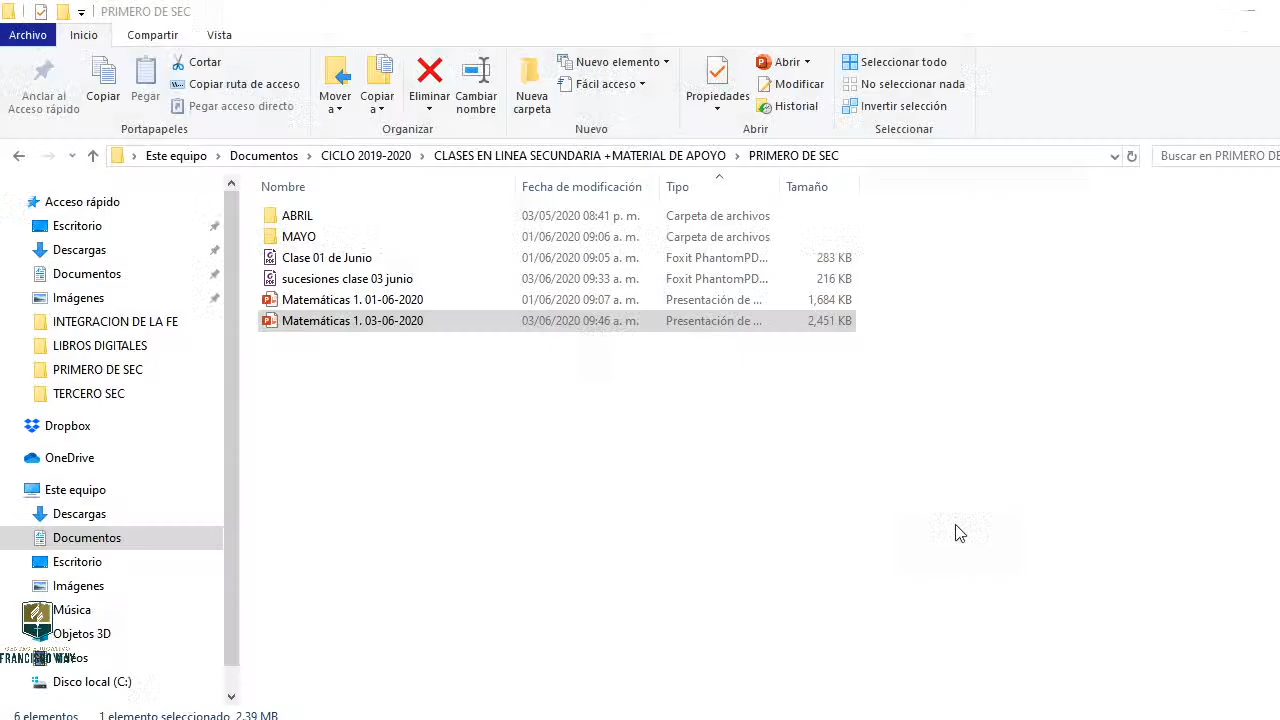 PRIMERO DE SEC
Archivo Inicio Compartir Vista
Anclar al Acceso rápido
Copiar
Pegar
Cortar
Copiar ruta de acceso
Pegar acceso directo
Portapapeles
Mover a
Copiar a
Eliminar
Cambiar nombre
Organizar
Nueva carpeta
Nuevo elemento
Fácil acceso
Nuevo
Propiedades
Abrir
Modificar
Historial
Abrir
Seleccionar todo
No seleccionar nada
Invertir selección
Seleccionar
Este equipo > Documentos > CICLO 2019-2020 > CLASES EN LINEA SECUNDARIA +MATERIAL DE APOYO > PRIMERO DE SEC
Buscar en PRIMERO DE
Acceso rápido
Escritorio
Descargas
Documentos
Imágenes
INTEGRACION DE LA FE
LIBROS DIGITALES
PRIMERO DE SEC
TERCERO SEC
Dropbox
OneDrive
Este equipo
Descargas
Documentos
Escritorio
Imágenes
Música
Objetos 3D
Disco local (C:)
Nombre Fecha de modificación Tipo Tamaño
ABRIL 03/05/2020 08:41 p. m. Carpeta de archivos
MAYO 01/06/2020 09:06 a. m. Carpeta de archivos
Clase 01 de Junio 01/06/2020 09:05 a. m. Foxit PhantomPD... 283 KB
sucesiones clase 03 junio 03/06/2020 09:33 a. m. Foxit PhantomPD... 216 KB
Matemáticas 1. 01-06-2020 01/06/2020 09:07 a. m. Presentación de ... 1,684 KB
Matemáticas 1. 03-06-2020 03/06/2020 09:46 a. m. Presentación de ... 2,451 KB
6 elementos 1 elemento seleccionado 2.39 MB